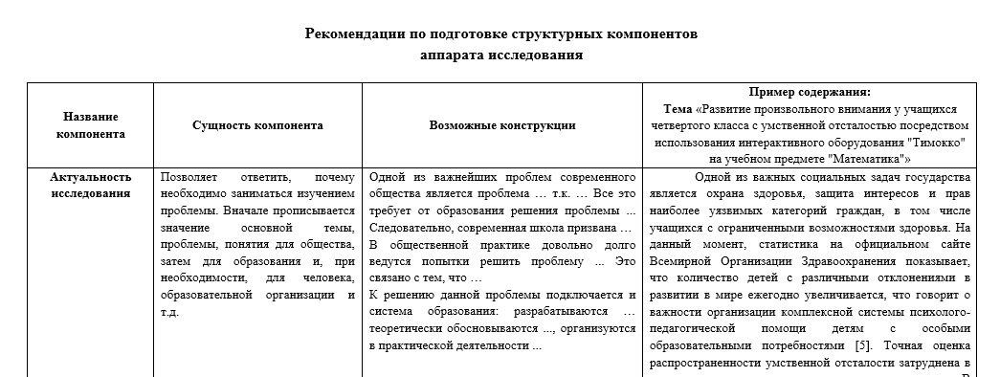 Рекомендации по подготовке структурных компонентов
аппарата исследования
Название
компонента
Сущность компонента
Возможные конструкции
Пример содержания:
Тема «Развитие произвольного внимания у учащихся
четвертого класса с умственной отсталостью посредством
использования интерактивного оборудования "Тимокко"
на учебном предмете "Математика"»
Актуальность
исследования
Позволяет ответить, почему
необходимо заниматься изучением
проблемы. Вначале прописывается
значение основной темы,
проблемы, понятия для общества,
затем для образования и, при
необходимости, для человека,
образовательной организации и
т.д.
Одной из важнейших проблем современного
общества является проблема … т.к. … Все это
требует от образования решения проблемы ...
Следовательно, современная школа призвана …
В общественной практике довольно долго
ведутся попытки решить проблему ... Это
связано с тем, что …
К решению данной проблемы подключается и
система образования: разрабатываются …
теоретически обосновываются ..., организуются
в практической деятельности ...
Одной из важных социальных задач государства
является охрана здоровья, защита интересов и прав
наиболее уязвимых категорий граждан, в том числе
учащихся с ограниченными возможностями здоровья. На
данный момент, статистика на официальном сайте
Всемирной Организации Здравоохранения показывает,
что количество детей с различными отклонениями в
развитии в мире ежегодно увеличивается, что говорит о
важности организации комплексной системы психолого-
педагогической помощи детям с особыми
образовательными потребностями [5]. Точная оценка
распространенности умственной отсталости затруднена в